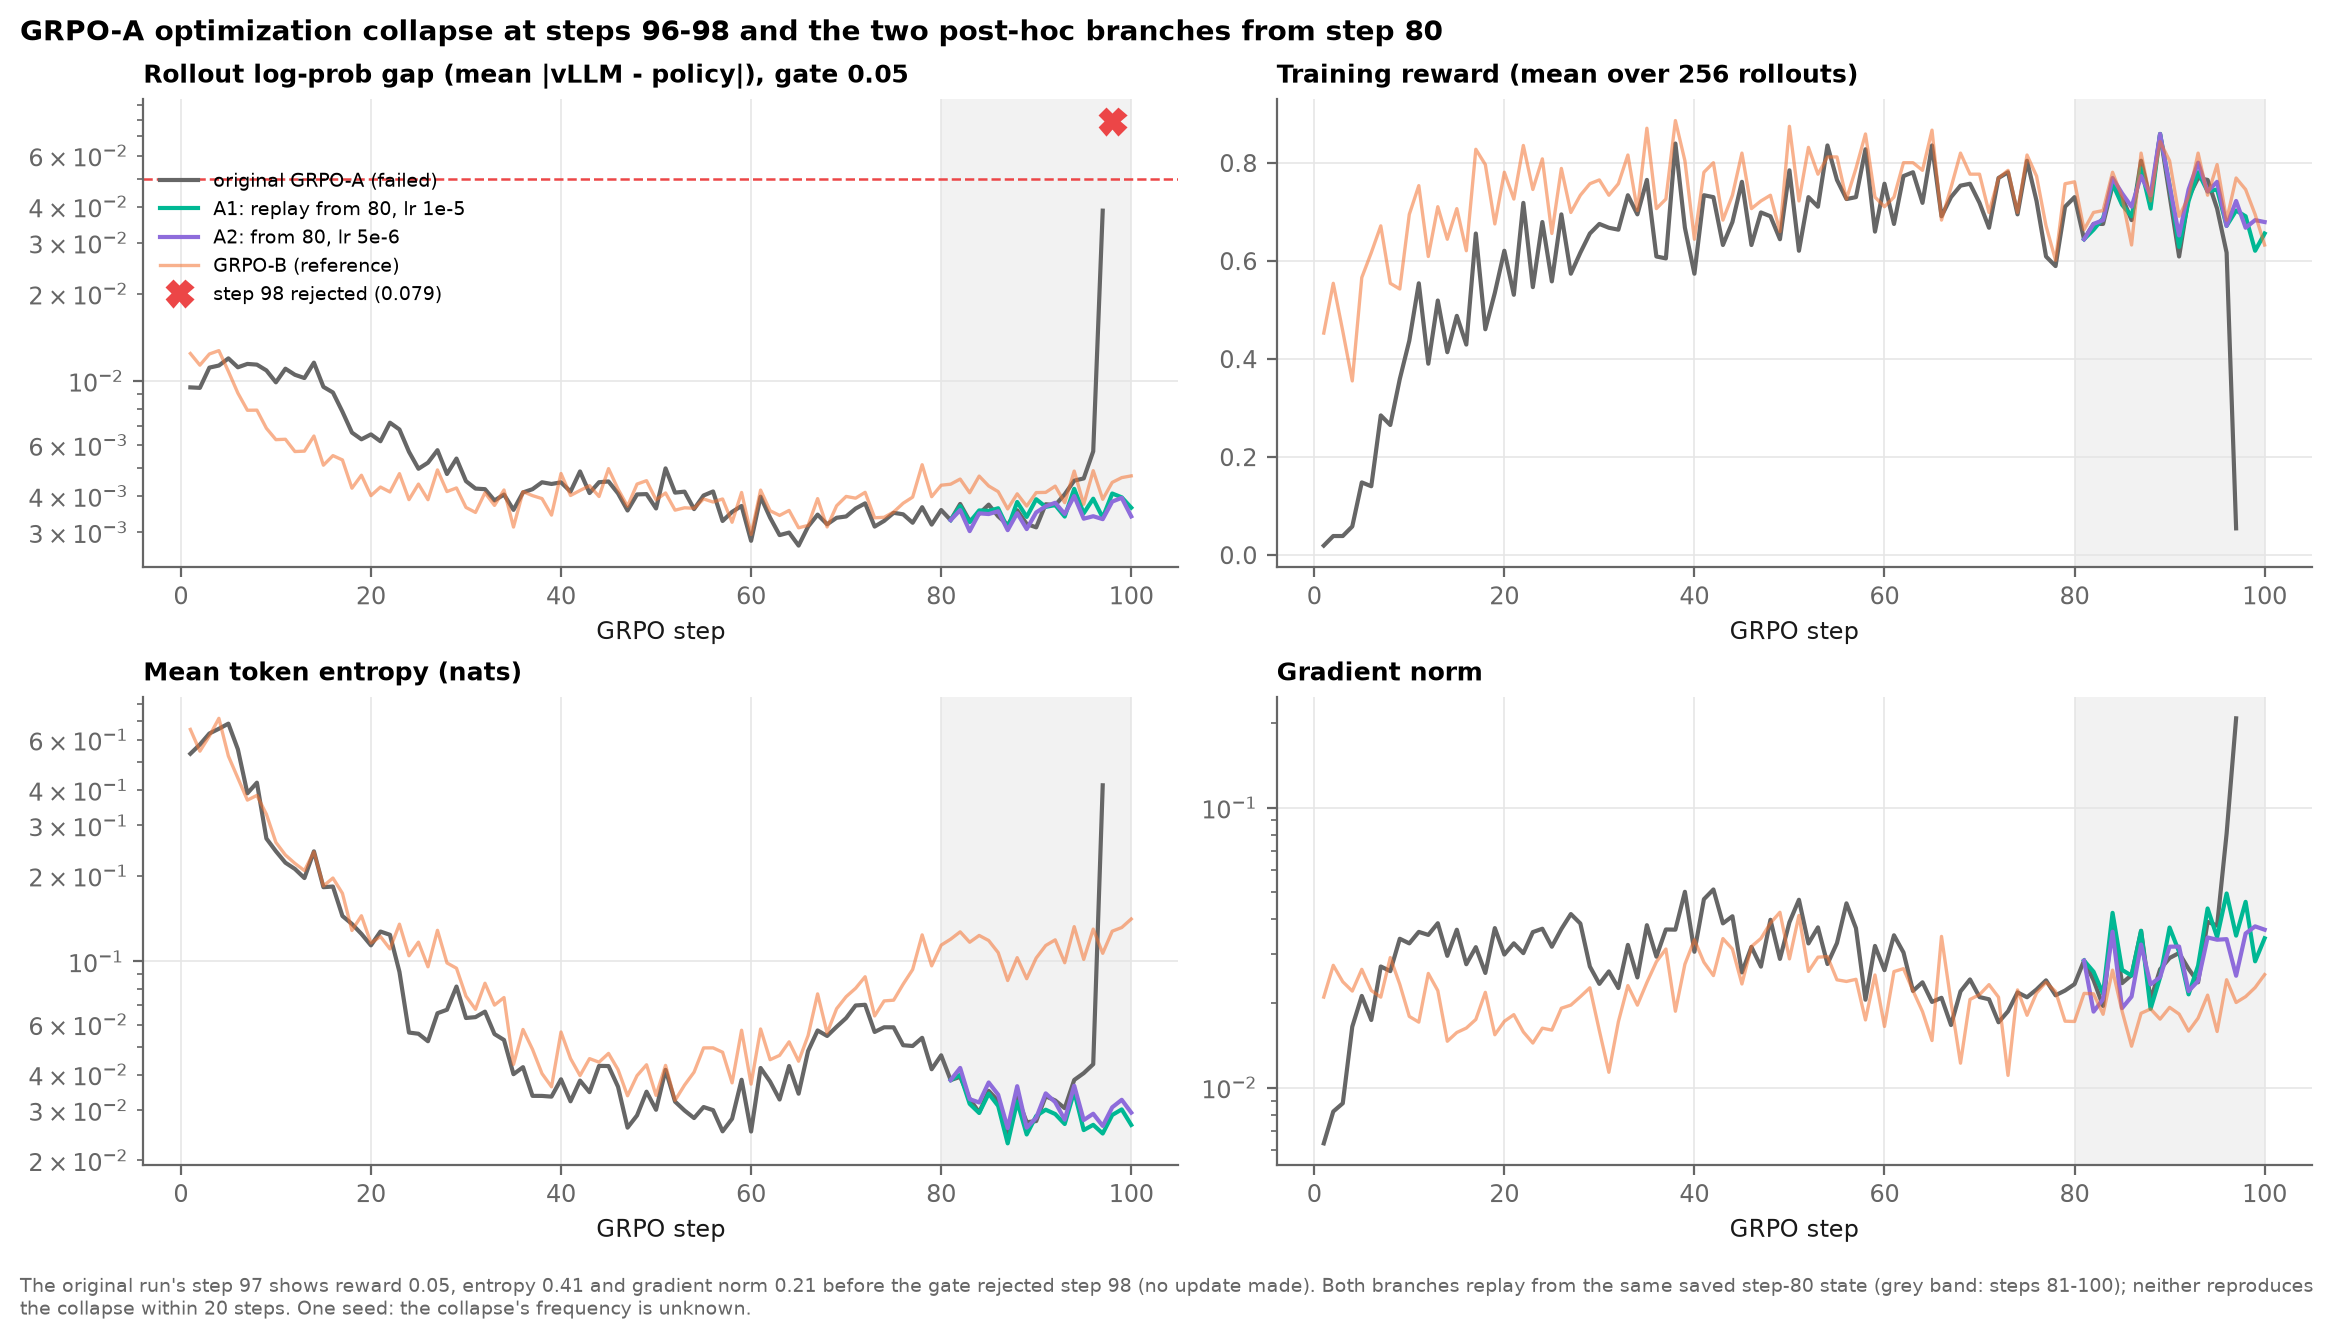 GRPO-A optimization collapse at steps 96-98 and the two post-hoc branches from step 80
Rollout log-prob gap (mean |vLLM - policy|), gate 0.05
6 × 10⁻²
4 × 10⁻²
3 × 10⁻²
2 × 10⁻²
10⁻²
6 × 10⁻³
4 × 10⁻³
3 × 10⁻³
original GRPO-A (failed)
A1: replay from 80, lr 1e-5
A2: from 80, lr 5e-6
GRPO-B (reference)
step 98 rejected (0.079)
0 20 40 60 80 100
GRPO step
Training reward (mean over 256 rollouts)
0.8
0.6
0.4
0.2
0.0
0 20 40 60 80 100
GRPO step
Mean token entropy (nats)
6 × 10⁻¹
4 × 10⁻¹
3 × 10⁻¹
2 × 10⁻¹
10⁻¹
6 × 10⁻²
4 × 10⁻²
3 × 10⁻²
2 × 10⁻²
0 20 40 60 80 100
GRPO step
Gradient norm
10⁻¹
10⁻²
0 20 40 60 80 100
GRPO step
The original run's step 97 shows reward 0.05, entropy 0.41 and gradient norm 0.21 before the gate rejected step 98 (no update made). Both branches replay from the same saved step-80 state (grey band: steps 81-100); neither reproduces
the collapse within 20 steps. One seed: the collapse's frequency is unknown.